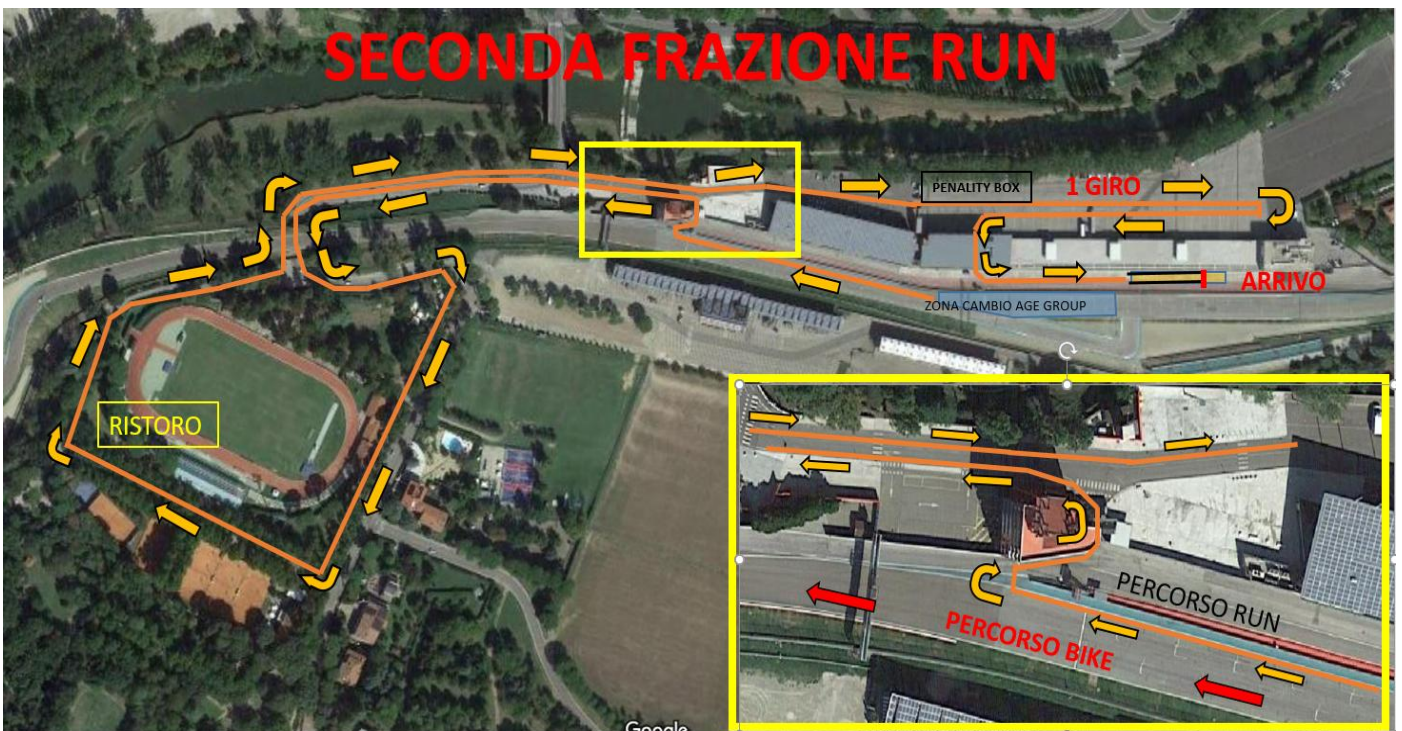 SECONDA FRAZIONE RUN
PENALITY BOX
1 GIRO
ARRIVO
ZONA CAMBIO AGE GROUP
RISTORO
PERCORSO RUN
PERCORSO BIKE
Google